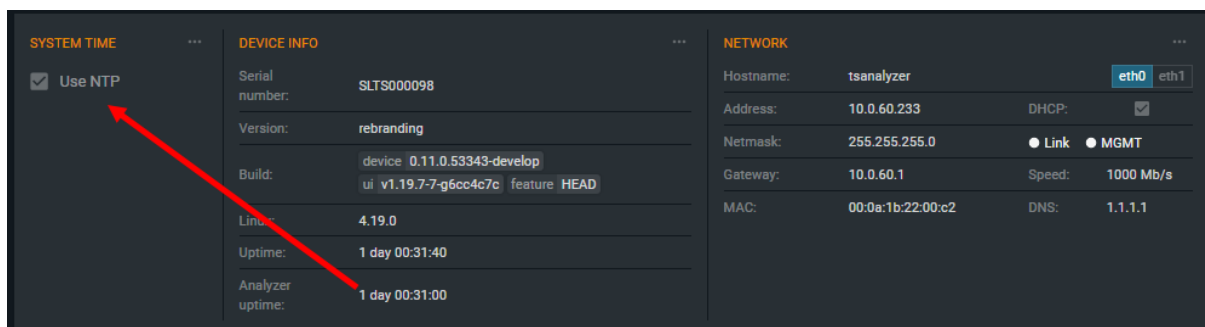 SYSTEM TIME ...
Use NTP
DEVICE INFO ...
Serial number: SLTS000098
Version: rebranding
Build: device 0.11.0.53343-develop
ui v1.19.7-7-g6cc4c7c feature HEAD
Linux: 4.19.0
Uptime: 1 day 00:31:40
Analyzer uptime: 1 day 00:31:00
NETWORK ...
Hostname: tsanalyzer eth0 eth1
Address: 10.0.60.233 DHCP:
Netmask: 255.255.255.0 Link MGMT
Gateway: 10.0.60.1 Speed: 1000 Mb/s
MAC: 00:0a:1b:22:00:c2 DNS: 1.1.1.1